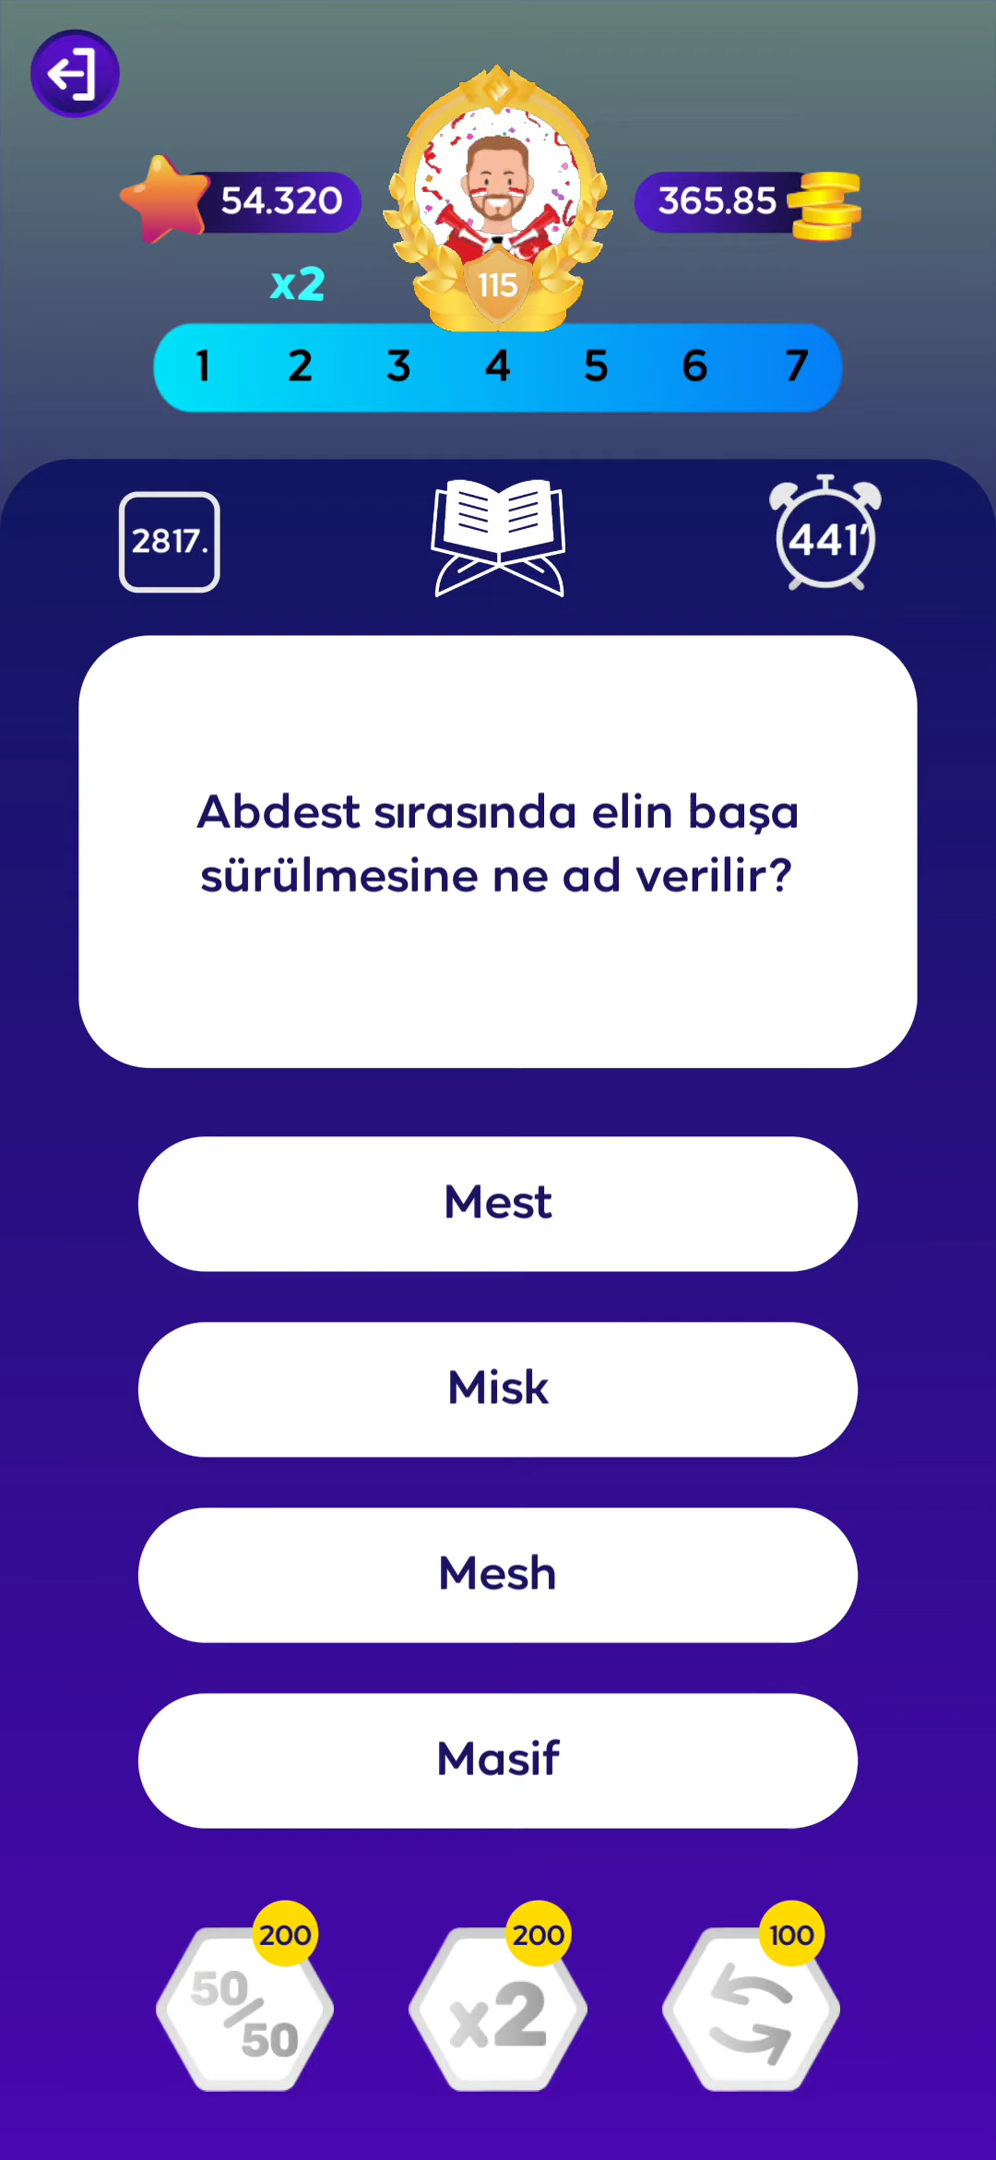 54.320
365.85
x2
115
1 2 3 4 5 6 7
2817.
441'
Abdest sırasında elin başa
sürülmesine ne ad verilir?
Mest
Misk
Mesh
Masif
200
50/50
200
x2
100